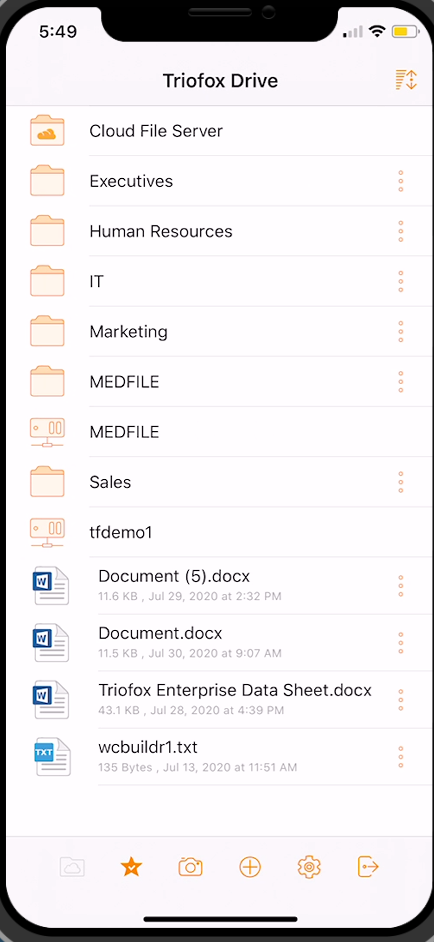 5:49
Triofox Drive
Cloud File Server
Executives
Human Resources
IT
Marketing
MEDFILE
MEDFILE
Sales
tfdemo1
W
Document (5).docx
11.6 KB , Jul 29, 2020 at 2:32 PM
W
Document.docx
11.5 KB , Jul 30, 2020 at 9:07 AM
W
Triofox Enterprise Data Sheet.docx
43.1 KB , Jul 28, 2020 at 4:39 PM
TXT
wcbuildr1.txt
135 Bytes , Jul 13, 2020 at 11:51 AM